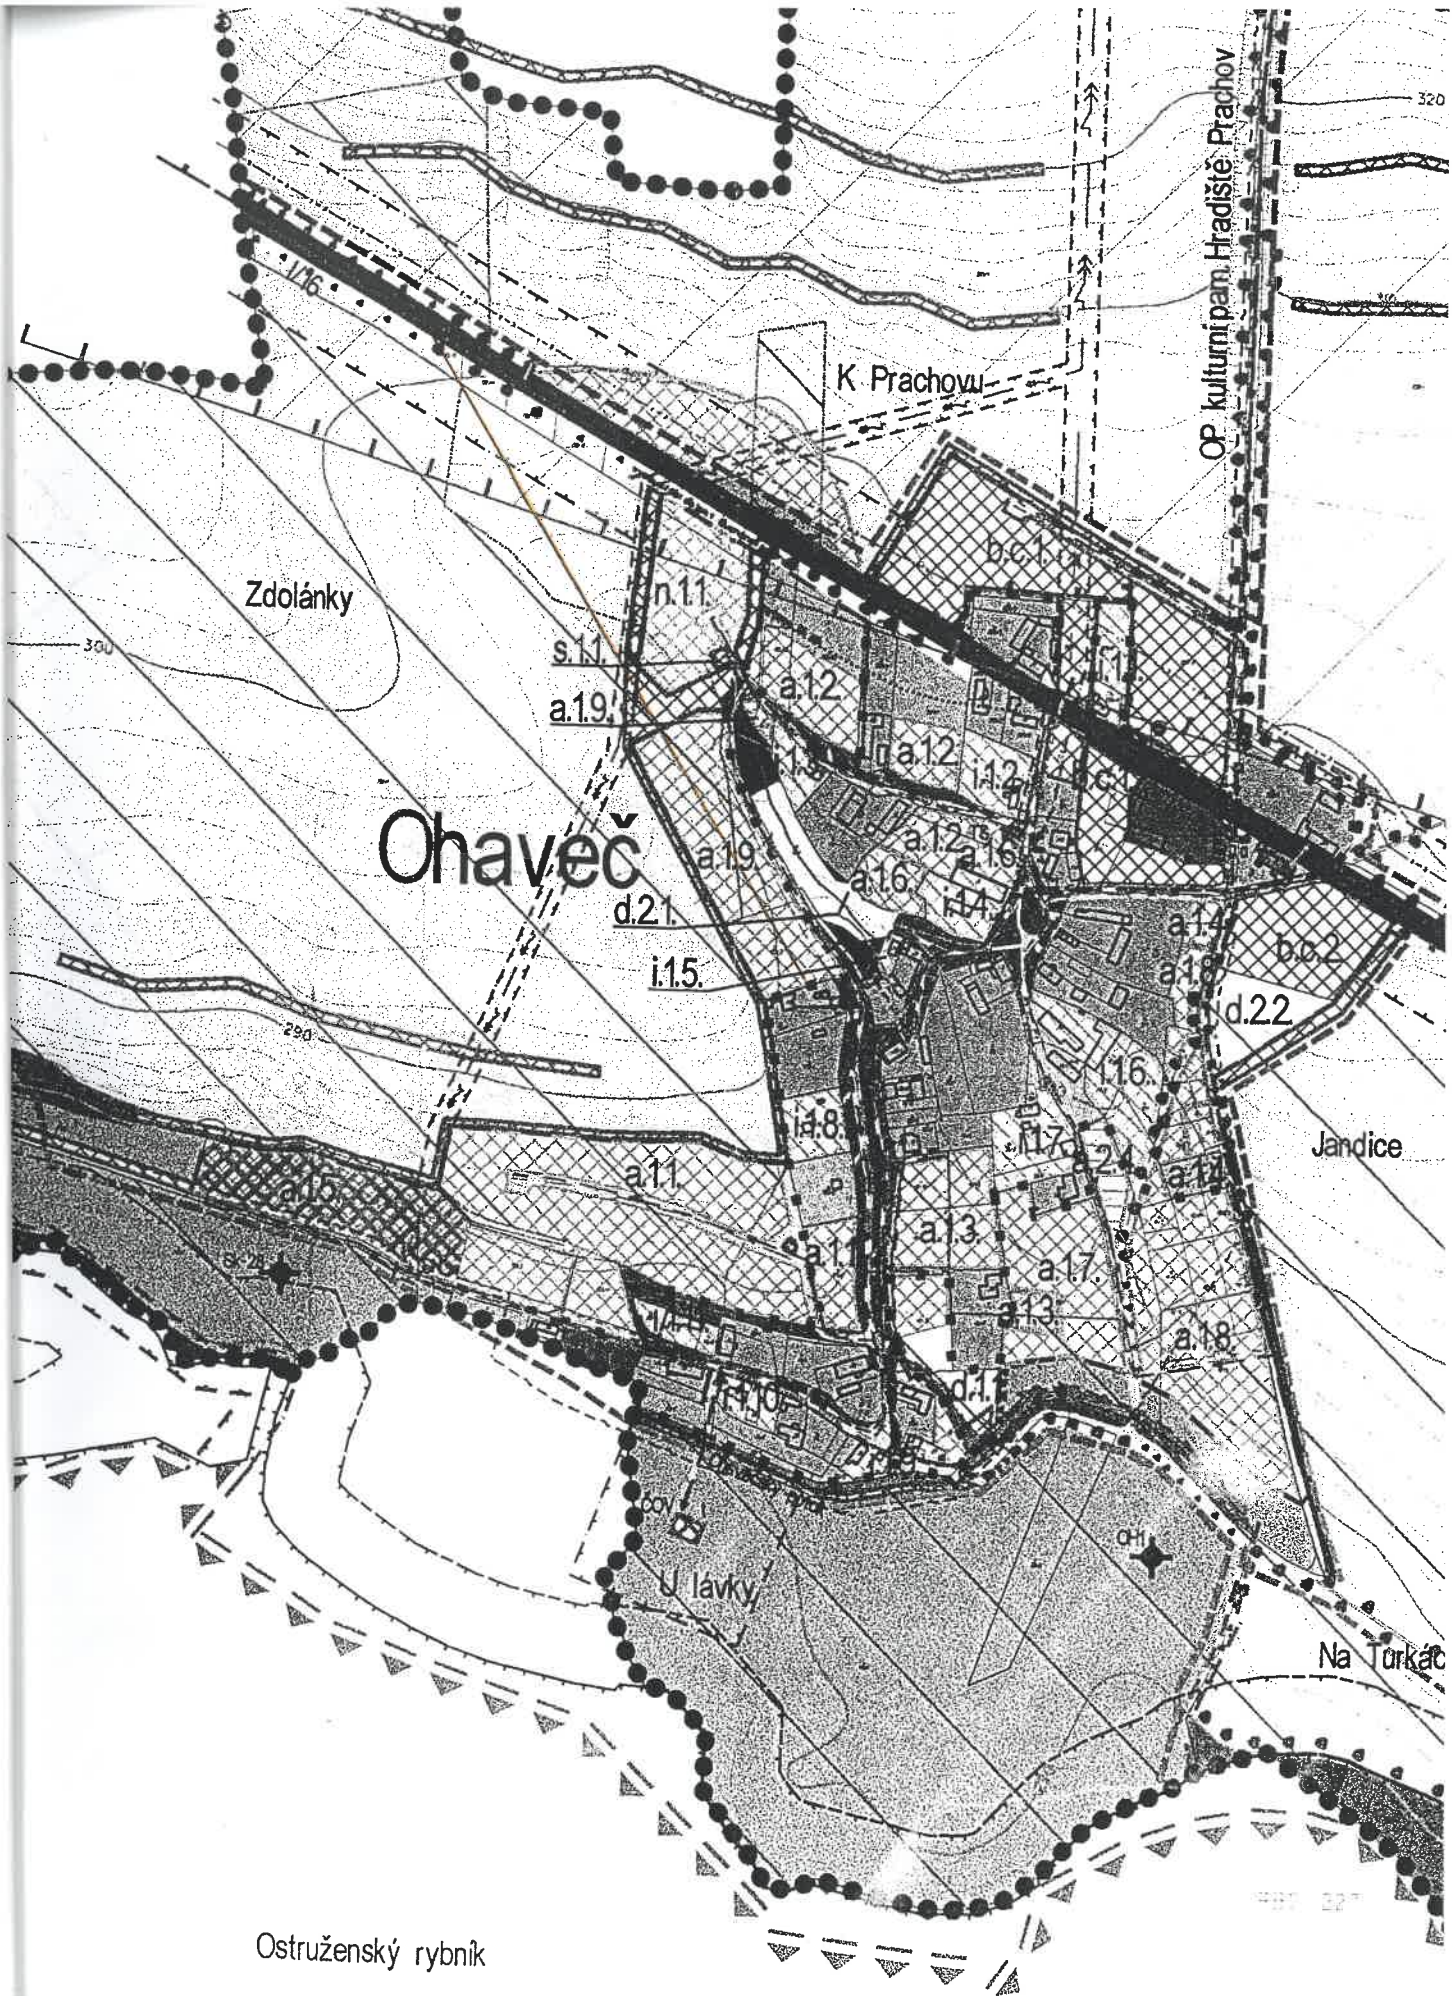 320
OP kulturní pam. Hradiště Prachov
I/16
K Prachovu
b.c.1.
n.1.1.
Zdolánky
300
s.1.1.
a.1.2.
a.1.9.
a.1.2.
i.1.2.
Ohaveč
a.1.9.
a.1.2.
a.1.6.
a.1.6.
i.1.4.
d.2.1.
a.1.4.
b.c.2.
i.1.5.
a.1.8.
d.2.2.
290
i.1.6.
i.1.8.
i.1.7.
Jandice
a.1.1.
a.1.5.
a.1.1.
a.1.3.
a.1.7.
a.1.3.
a.1.8.
i.1.10.
d.1.1.
i.1.9.
ČOV
OH1
U lávky
Na Turkác
Ostruženský rybník